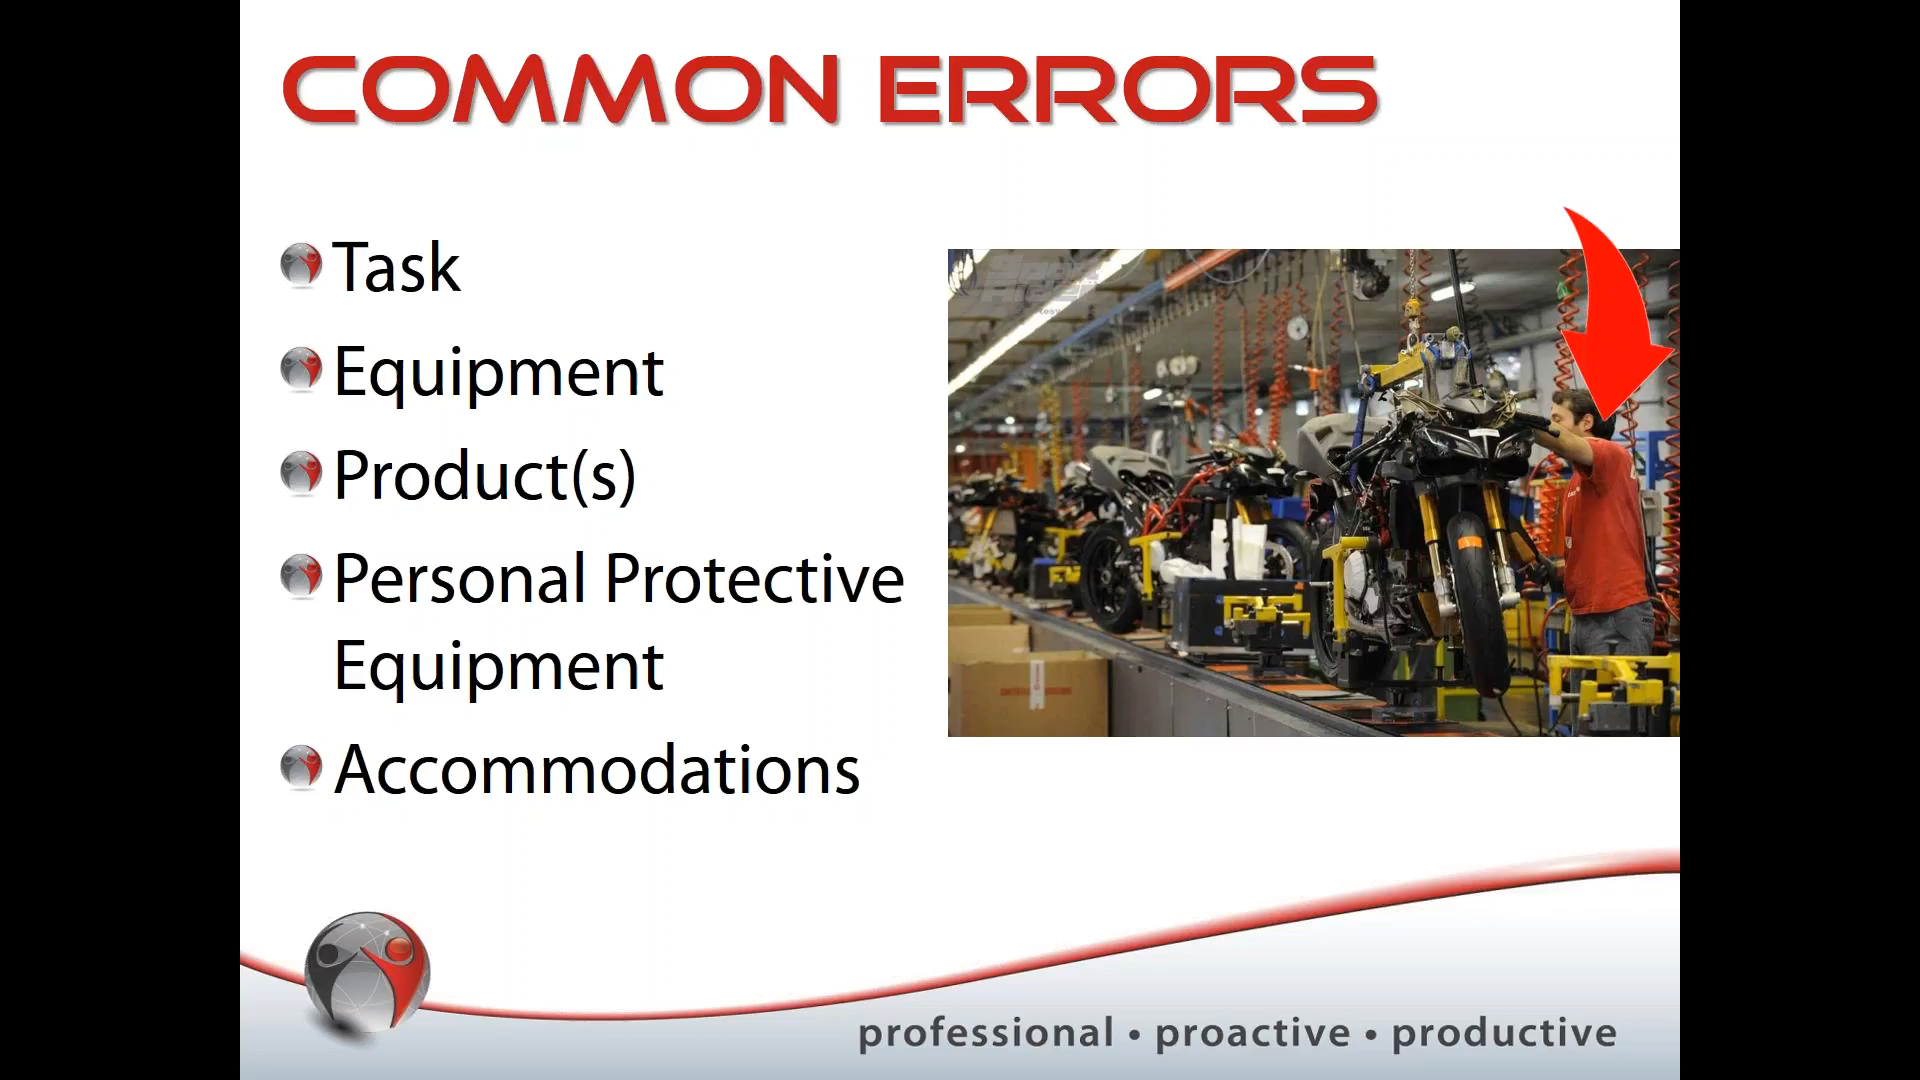 COMMON ERRORS
Task
Equipment
Product(s)
Personal Protective
Equipment
Accommodations
professional • proactive • productive